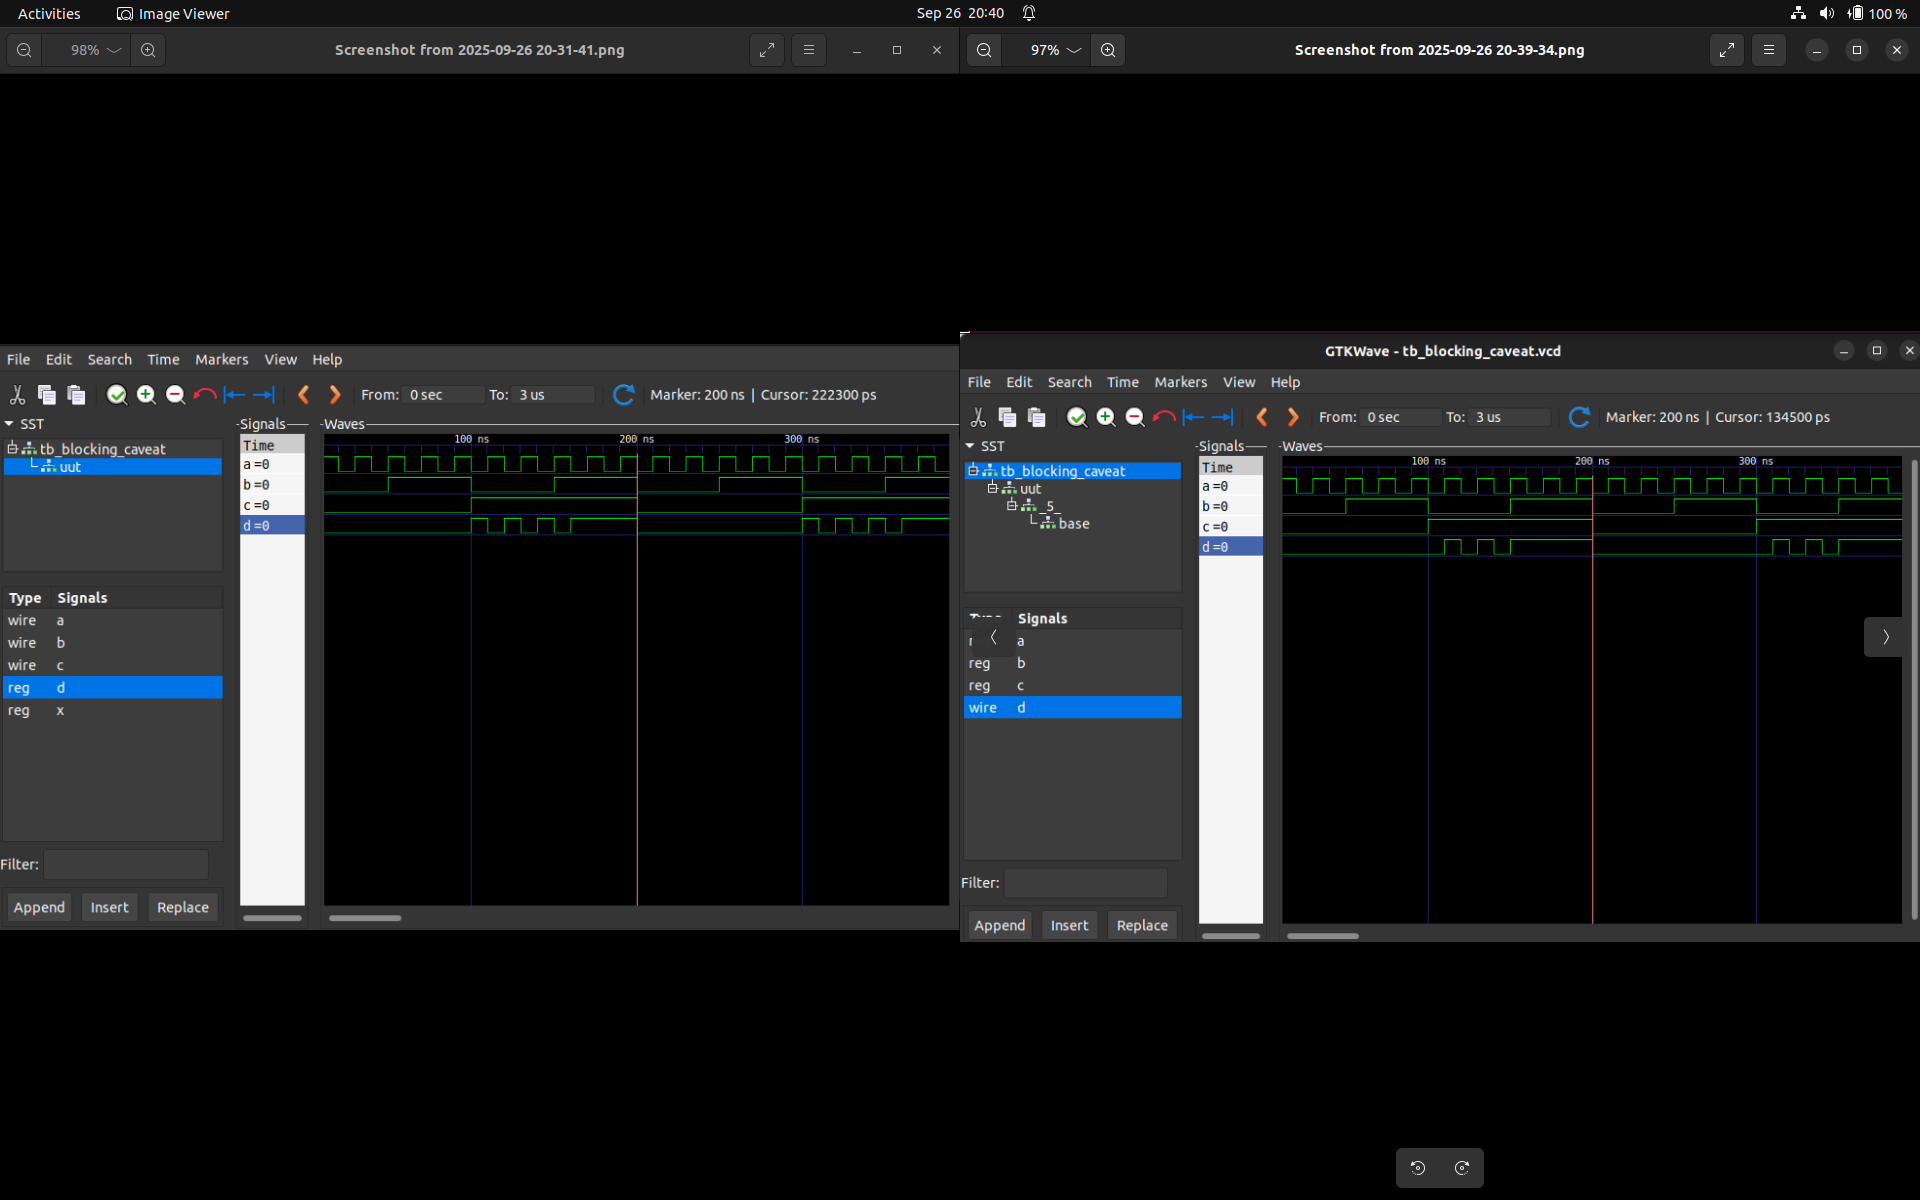 Activities Image Viewer Sep 26 20:40 100 %
98% Screenshot from 2025-09-26 20-31-41.png
File Edit Search Time Markers View Help
From: 0 sec To: 3 us Marker: 200 ns | Cursor: 222300 ps
SST
tb_blocking_caveat
uut
Type Signals
wire a
wire b
wire c
reg d
reg x
Filter:
Append Insert Replace
Signals
Time
a =0
b =0
c =0
d =0
Waves
100 ns 200 ns 300 ns
97% Screenshot from 2025-09-26 20-39-34.png
GTKWave - tb_blocking_caveat.vcd
File Edit Search Time Markers View Help
From: 0 sec To: 3 us Marker: 200 ns | Cursor: 134500 ps
SST
tb_blocking_caveat
uut
_5_
base
Signals
a
reg b
reg c
wire d
Filter:
Append Insert Replace
Signals
Time
a =0
b =0
c =0
d =0
Waves
100 ns 200 ns 300 ns